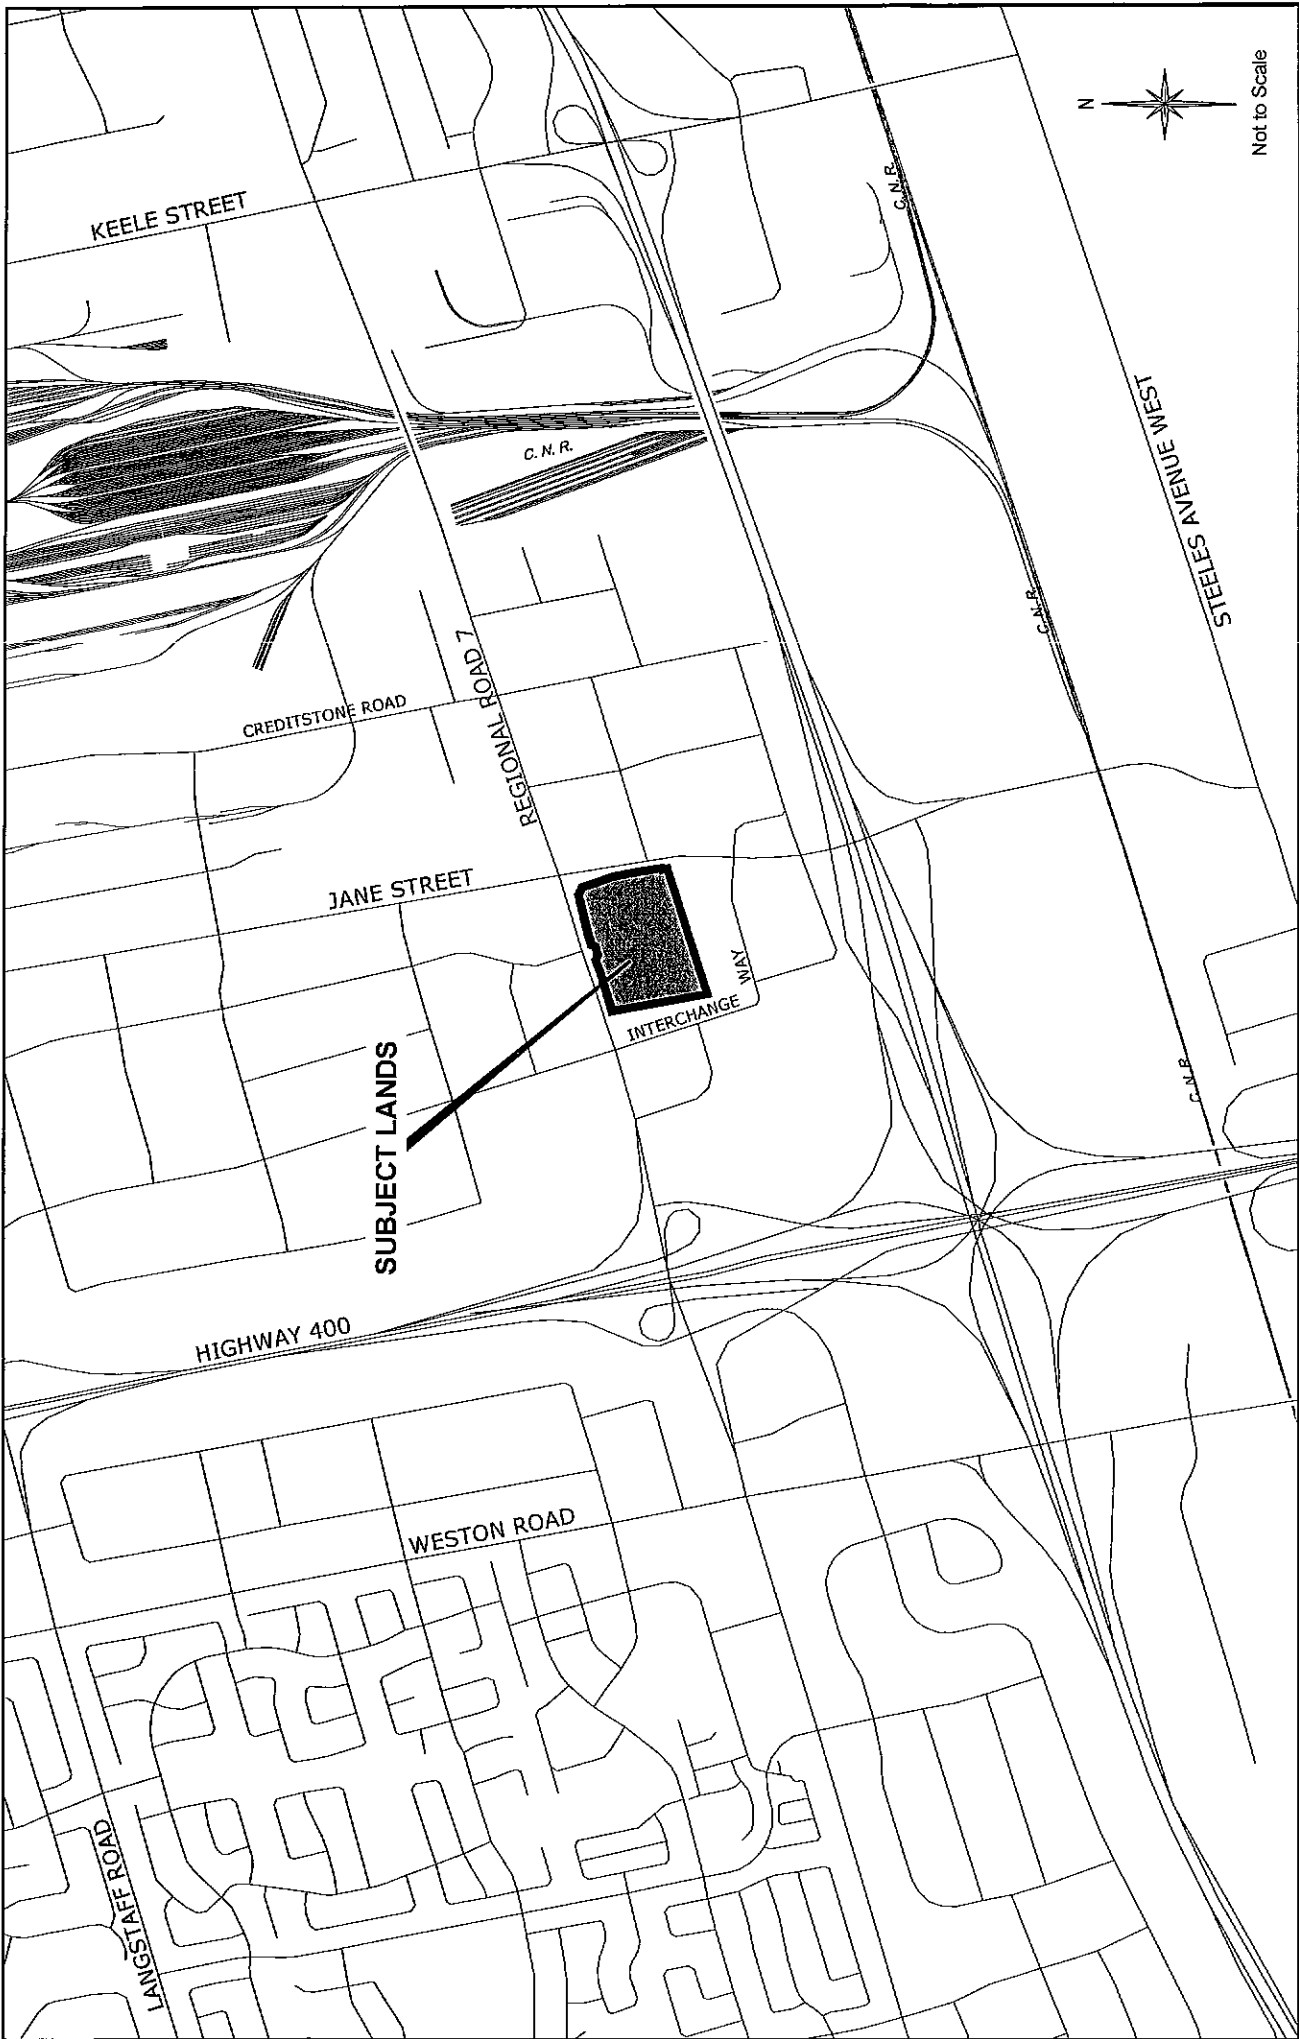 KEELE STREET
N
Not to Scale
C. N. R.
C. N. R.
STEELES AVENUE WEST
C. N. R.
CREDITSTONE ROAD
REGIONAL ROAD 7
JANE STREET
INTERCHANGE WAY
SUBJECT LANDS
C. N. R.
HIGHWAY 400
WESTON ROAD
LANGSTAFF ROAD